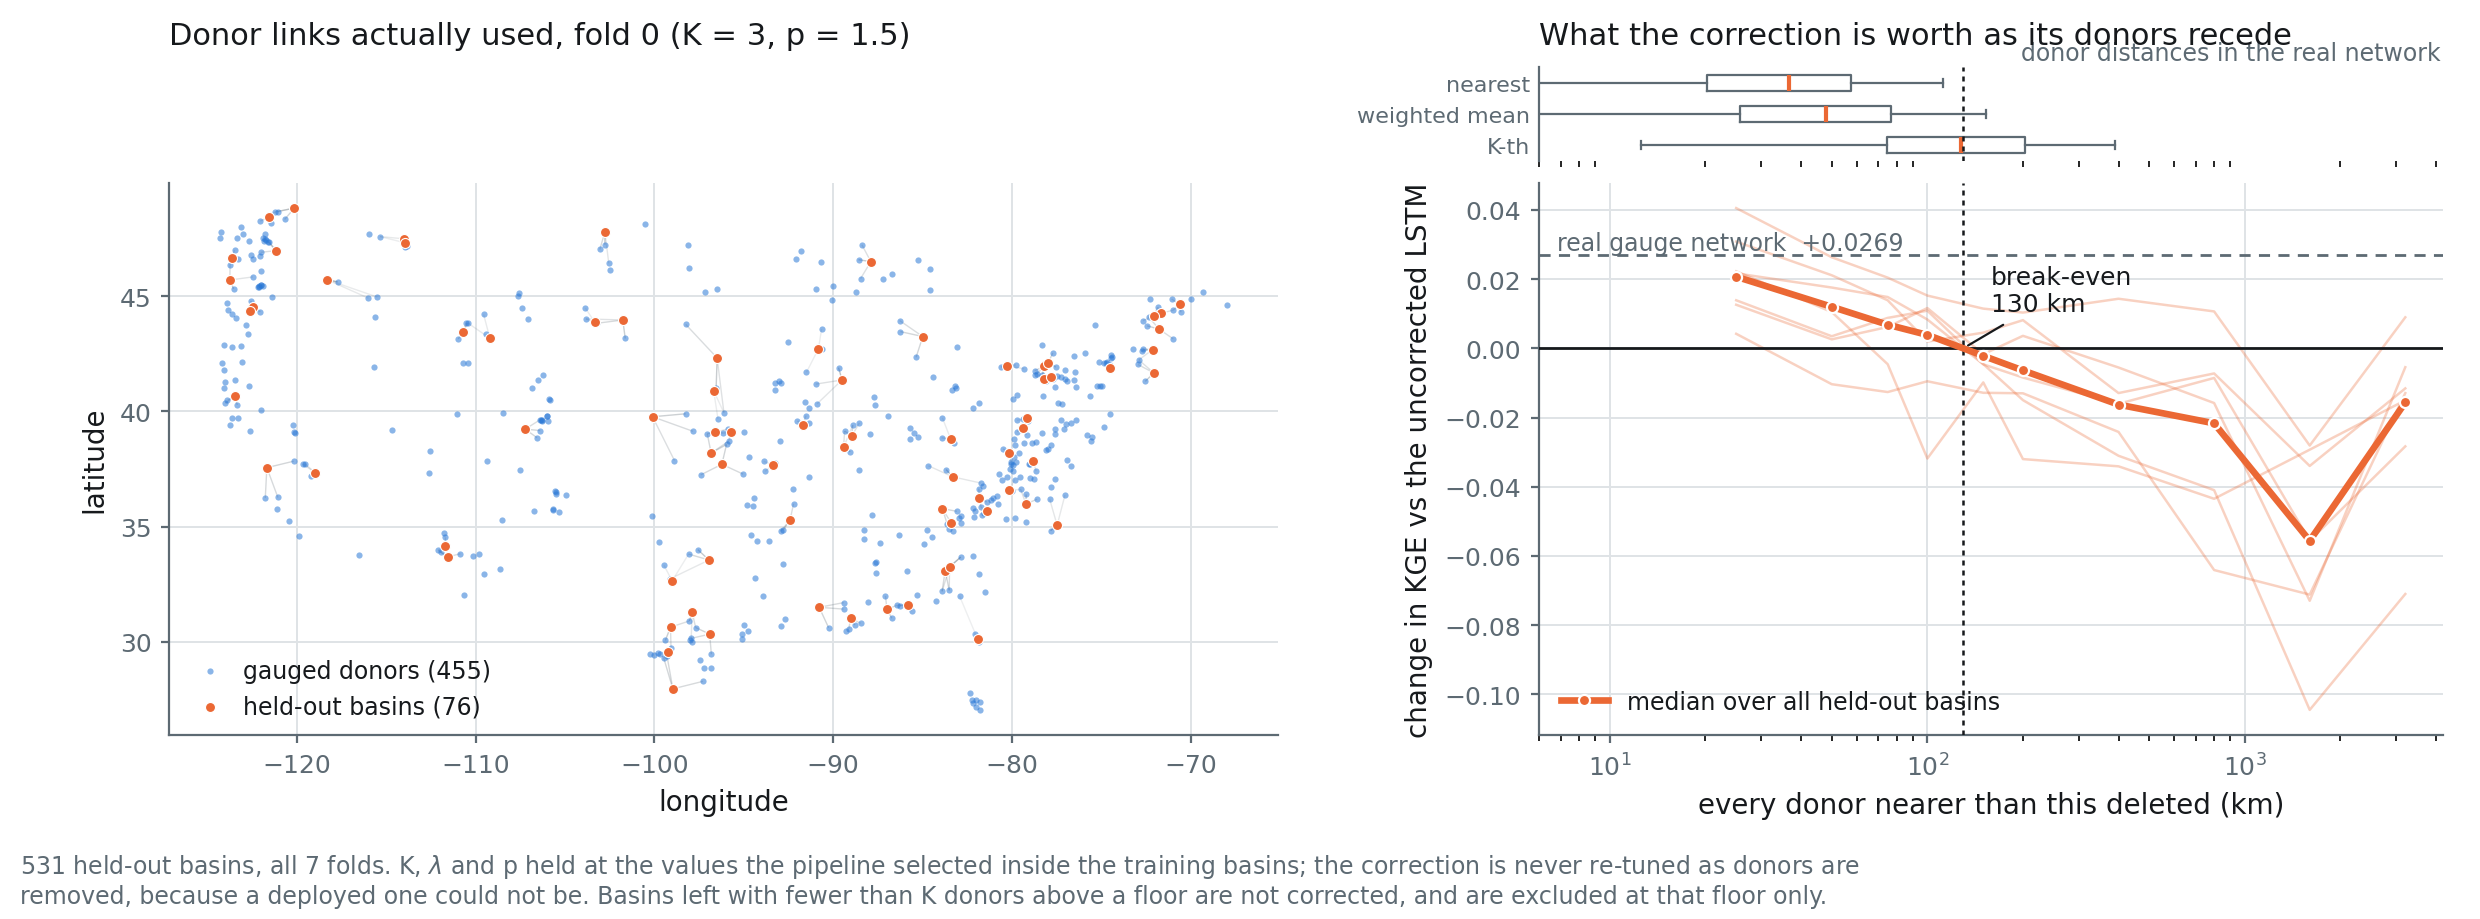 Donor links actually used, fold 0 (K = 3, p = 1.5)
latitude
45
40
35
30
gauged donors (455)
held-out basins (76)
−120
−110
−100
−90
−80
−70
longitude
What the correction is worth as its donors recede
donor distances in the real network
nearest
weighted mean
K-th
change in KGE vs the uncorrected LSTM
0.04
0.02
0.00
−0.02
−0.04
−0.06
−0.08
−0.10
real gauge network +0.0269
break-even
130 km
median over all held-out basins
10¹
10²
10³
every donor nearer than this deleted (km)
531 held-out basins, all 7 folds. K, λ and p held at the values the pipeline selected inside the training basins; the correction is never re-tuned as donors are
removed, because a deployed one could not be. Basins left with fewer than K donors above a floor are not corrected, and are excluded at that floor only.